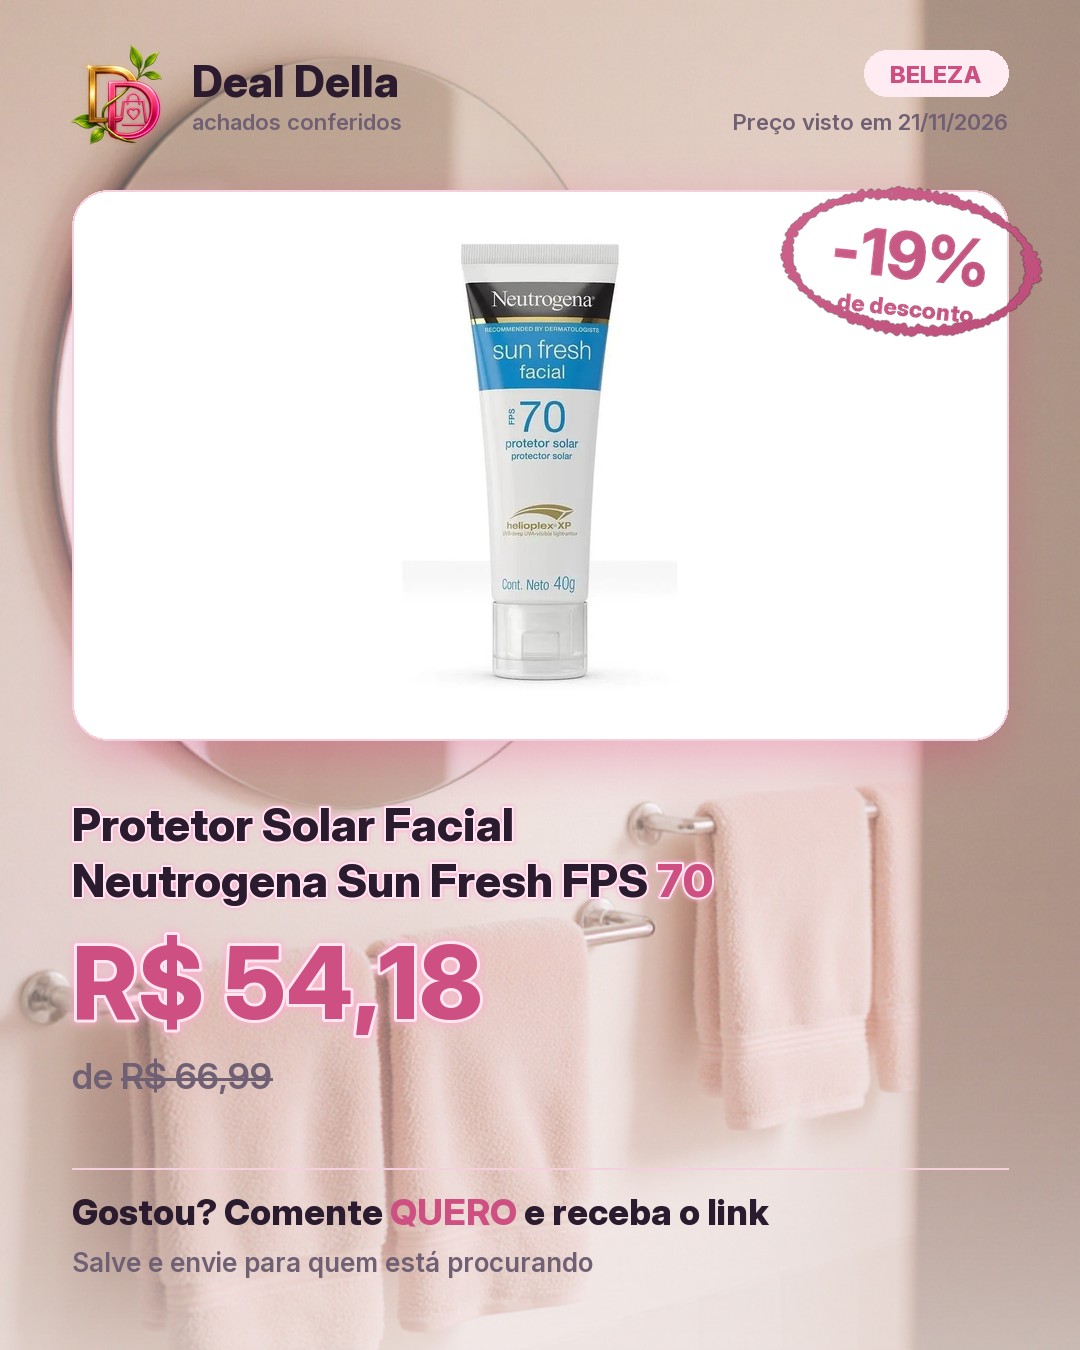 Deal Della
achados conferidos
BELEZA
Preço visto em 21/11/2026
-19%
de desconto
Neutrogena®
RECOMMENDED BY DERMATOLOGISTS
sun fresh
facial
FPS 70
protetor solar
protector solar
helioplex® XP
Cont. Neto 40g
Protetor Solar Facial
Neutrogena Sun Fresh FPS 70
R$ 54,18
de R$ 66,99
Gostou? Comente QUERO e receba o link
Salve e envie para quem está procurando